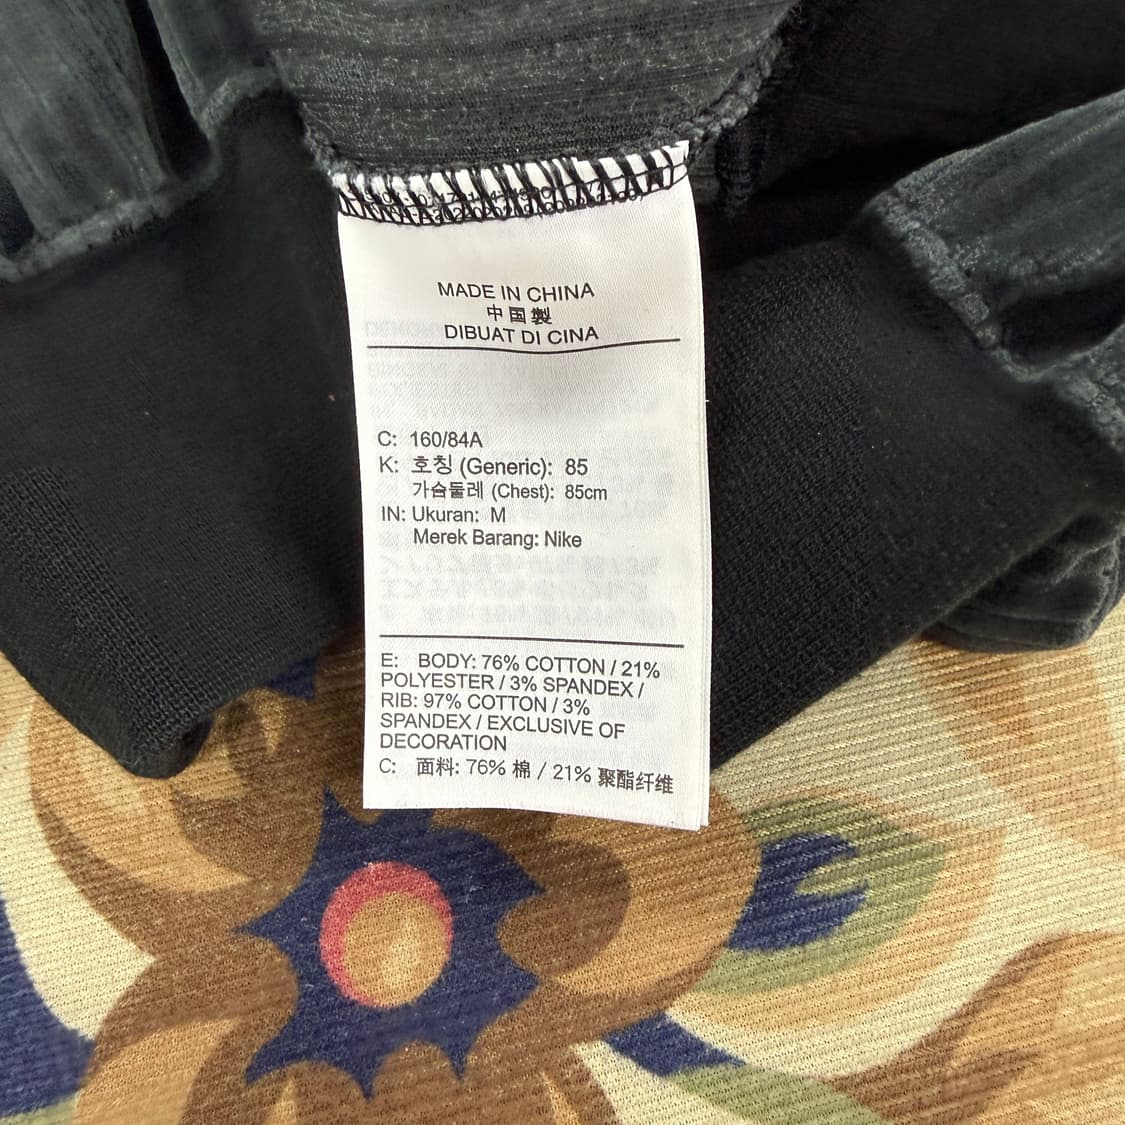 MADE IN CHINA
中国製
DIBUAT DI CINA
C: 160/84A
K: 호칭 (Generic): 85
가슴둘레 (Chest): 85cm
IN: Ukuran: M
Merek Barang: Nike
E: BODY: 76% COTTON / 21%
POLYESTER / 3% SPANDEX /
RIB: 97% COTTON / 3%
SPANDEX / EXCLUSIVE OF
DECORATION
C: 面料: 76% 棉 / 21% 聚酯纤维